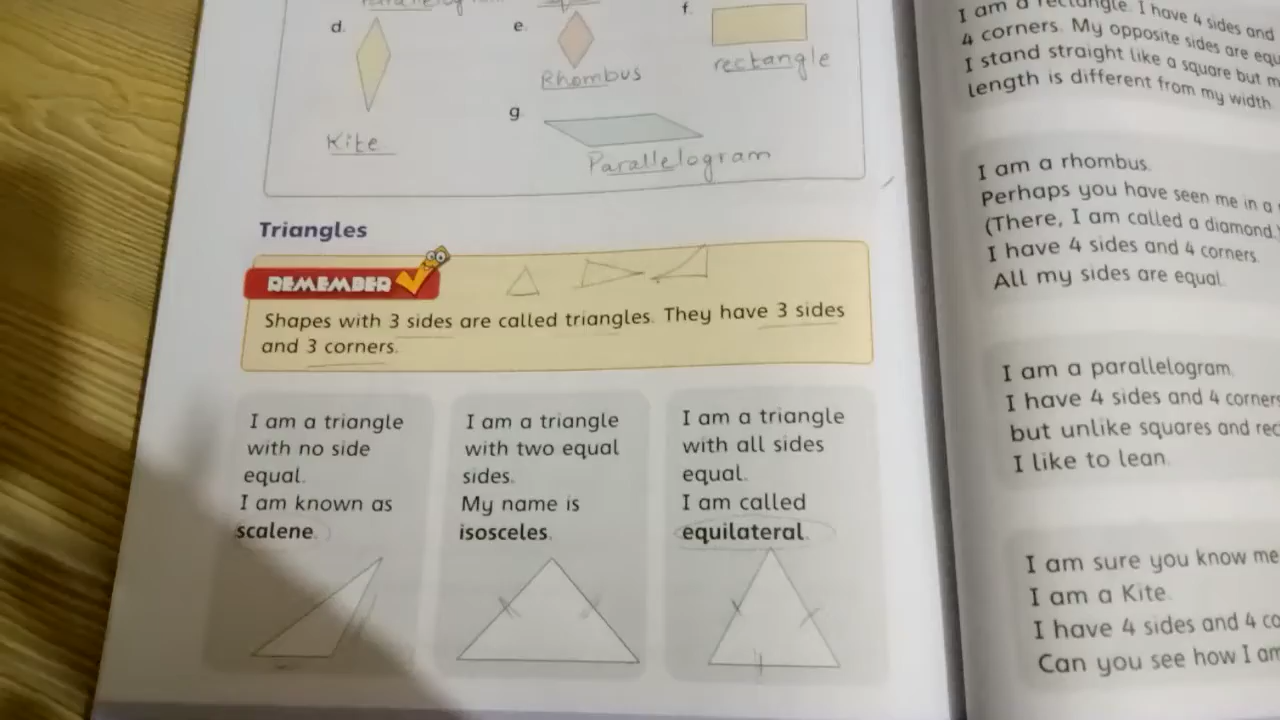 d.
e.
f.
Rhombus
rectangle
g.
Kite
Parallelogram
Triangles
REMEMBER
Shapes with 3 sides are called triangles. They have 3 sides
and 3 corners.
I am a triangle
with no side
equal.
I am known as
scalene.
I am a triangle
with two equal
sides.
My name is
isosceles.
I am a triangle
with all sides
equal.
I am called
equilateral.
I am a rectangle. I have 4 sides and
4 corners. My opposite sides are
I stand straight like a square but
length is different from my width
I am a rhombus.
Perhaps you have seen me in a
(There, I am called a diamond.
I have 4 sides and 4 corners.
All my sides are equal.
I am a parallelogram.
I have 4 sides and 4 corners
but unlike squares and
I like to lean.
I am sure you know me
I am a Kite.
I have 4 sides and 4
Can you see how I am